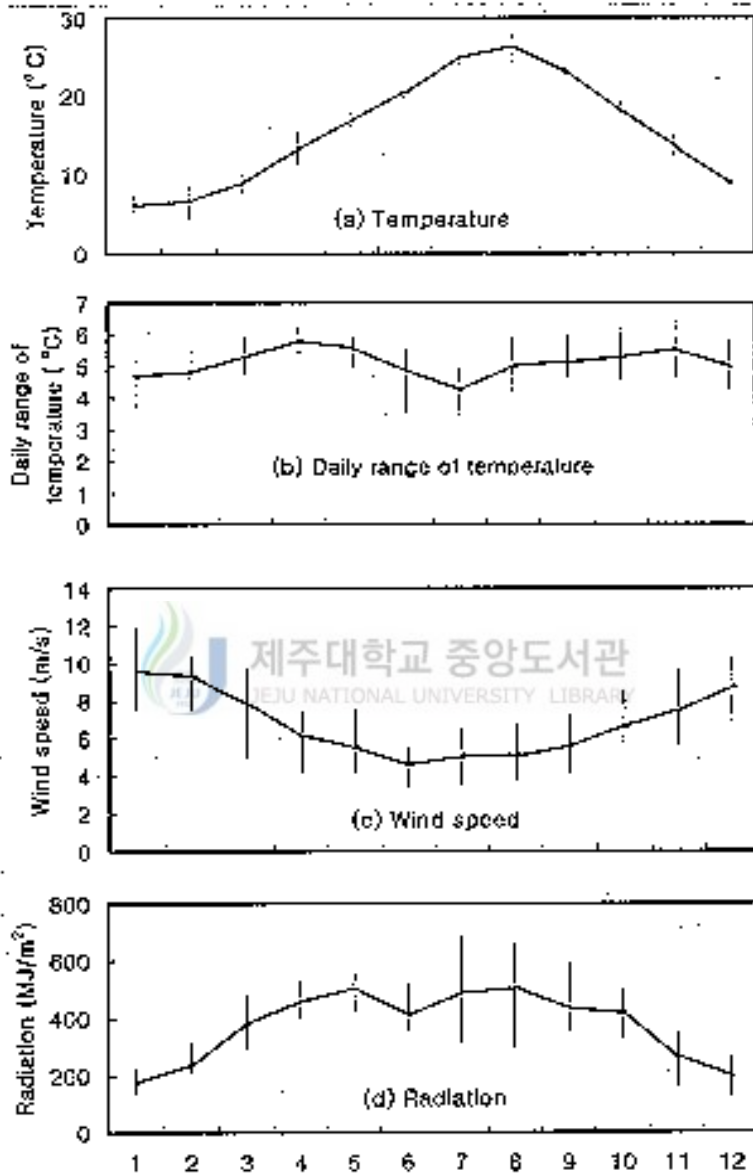 Temperature (°C)
30
20
10
0
(a) Temperature
Daily range of
temperature (°C)
7
6
5
4
3
2
1
0
(b) Daily range of temperature
Wind speed (m/s)
14
12
10
8
6
4
2
0
제주대학교 중앙도서관
JEJU NATIONAL UNIVERSITY LIBRARY
JEJU
(c) Wind speed
Radiation (MJ/m²)
800
600
400
200
0
(d) Radiation
1 2 3 4 5 6 7 8 9 10 11 12